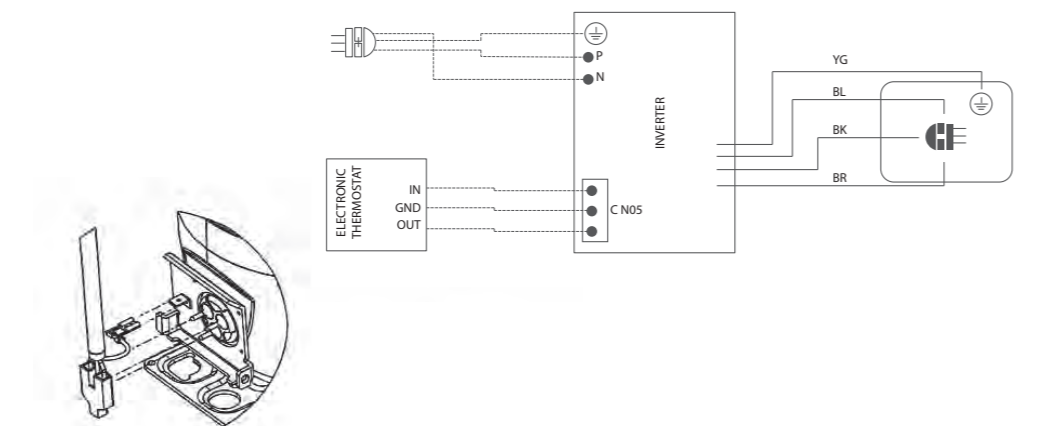 P
N
INVERTER
YG
BL
BK
BR
ELECTRONIC
THERMOSTAT
IN
GND
OUT
C N05